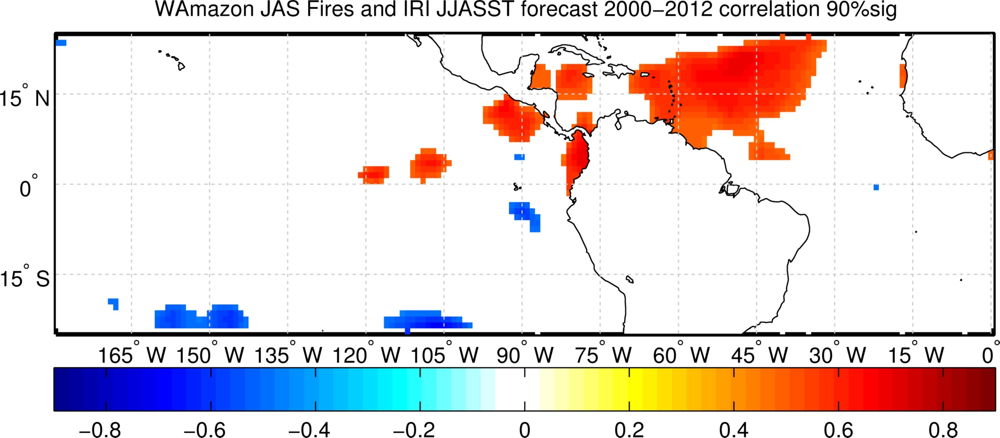 WAmazon JAS Fires and IRI JJASST forecast 2000−2012 correlation 90%sig
15° N
0°
15° S
165° W 150° W 135° W 120° W 105° W 90° W 75° W 60° W 45° W 30° W 15° W 0°
−0.8 −0.6 −0.4 −0.2 0 0.2 0.4 0.6 0.8